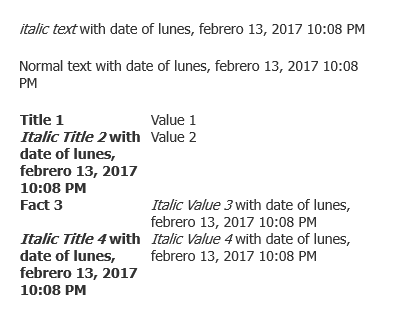 italic text with date of lunes, febrero 13, 2017 10:08 PM
Normal text with date of lunes, febrero 13, 2017 10:08
PM
Title 1 Value 1
Italic Title 2 with Value 2
date of lunes,
febrero 13, 2017
10:08 PM
Fact 3 Italic Value 3 with date of lunes,
febrero 13, 2017 10:08 PM
Italic Title 4 with Italic Value 4 with date of lunes,
date of lunes, febrero 13, 2017 10:08 PM
febrero 13, 2017
10:08 PM